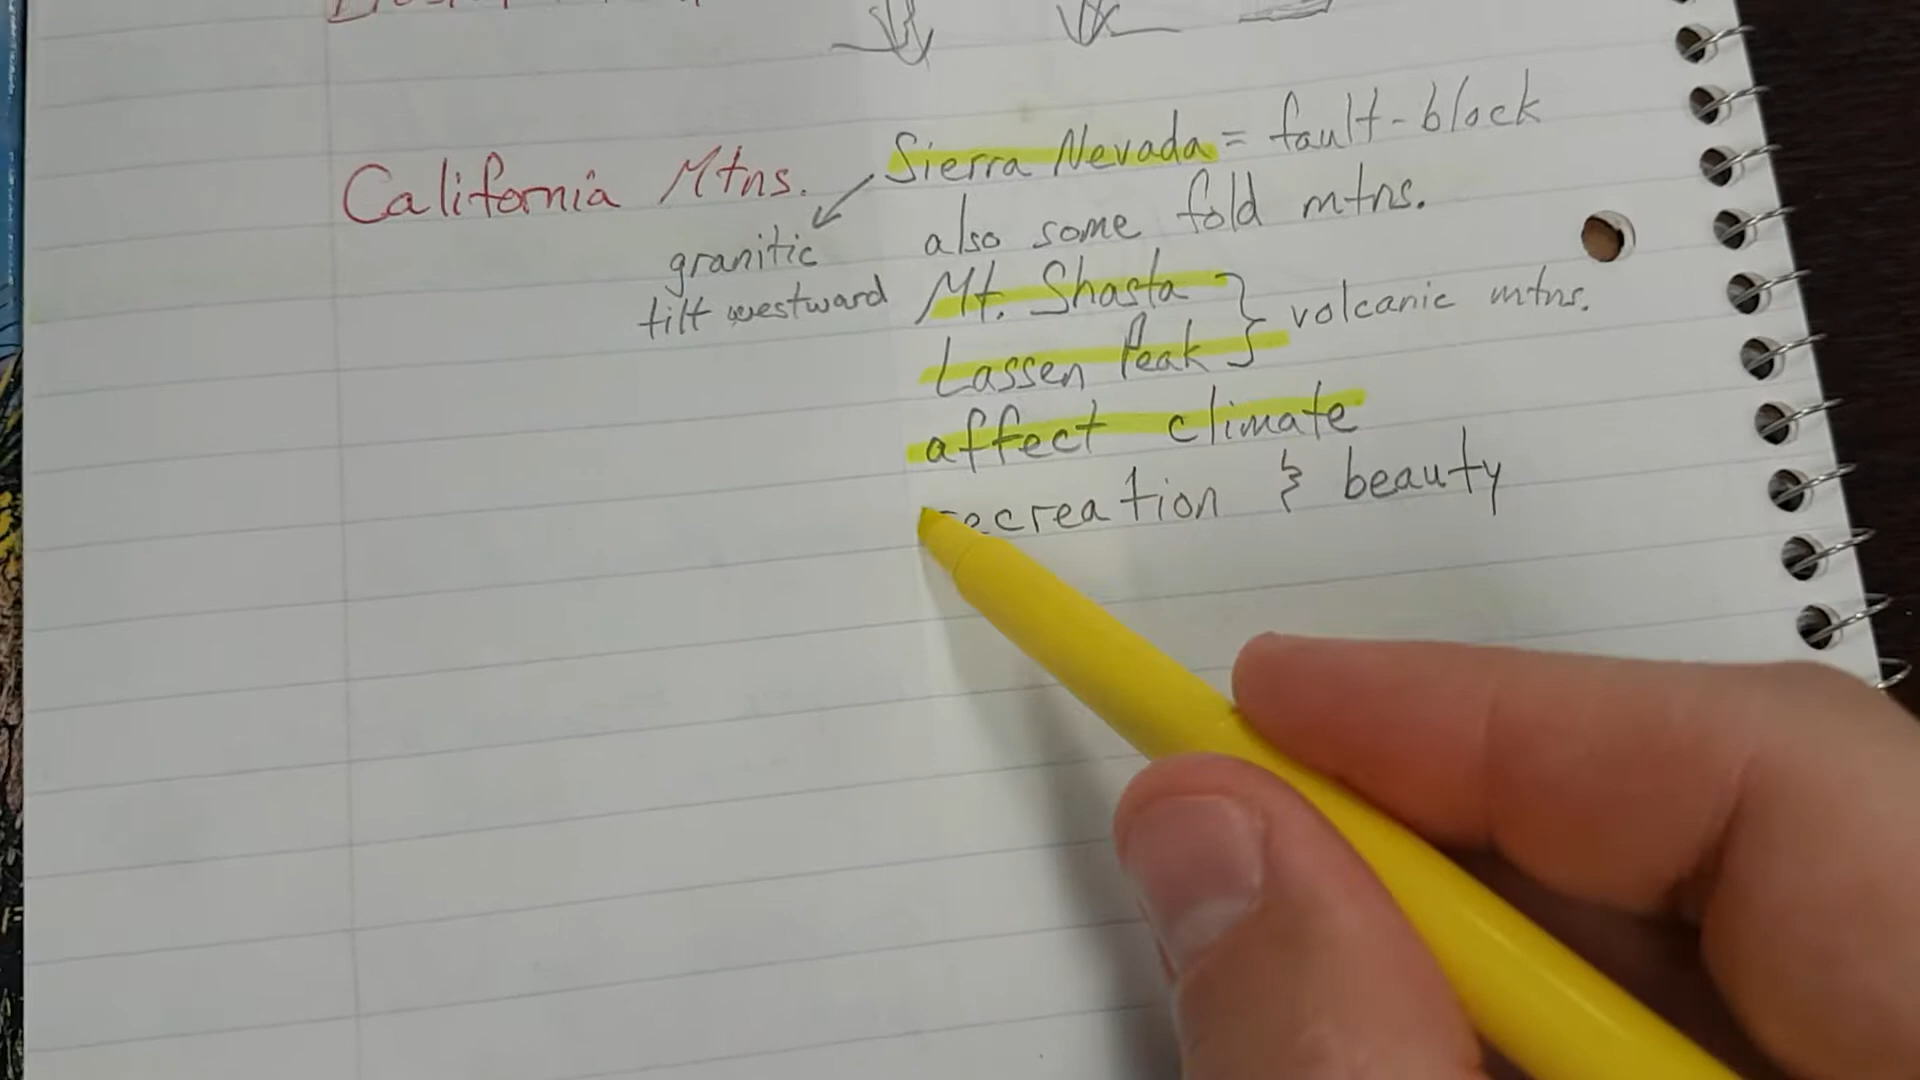 California Mtns.
Sierra Nevada = fault-block
also some fold mtns.
granitic
tilt westward
Mt. Shasta } volcanic mtns.
Lassen Peak
affect climate
recreation & beauty